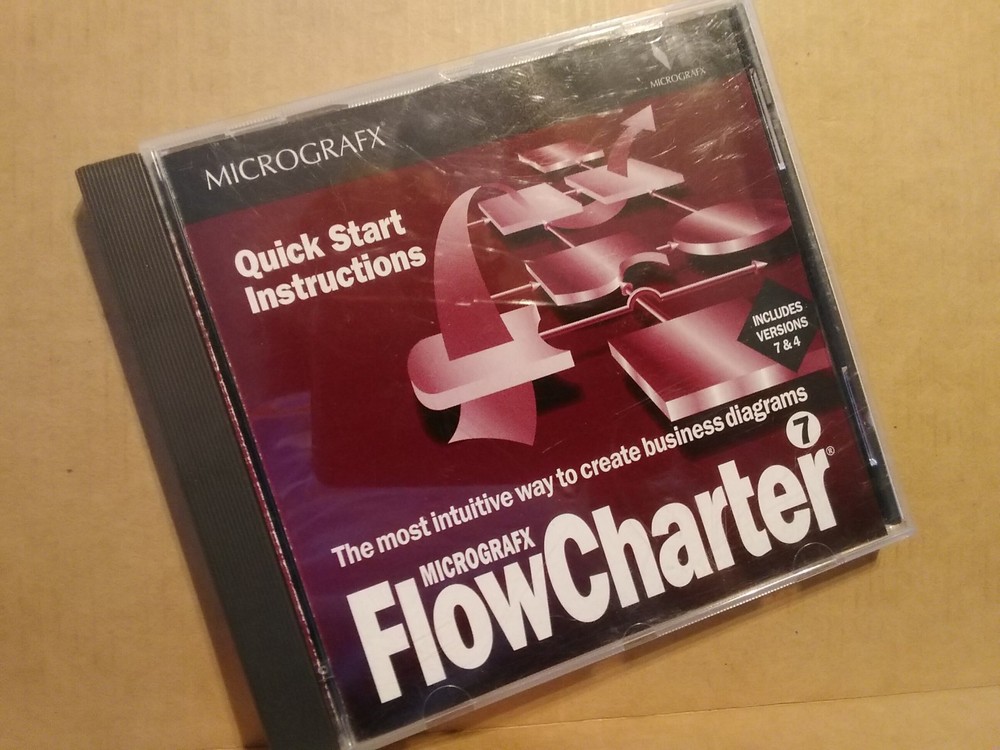 MICROGRAFX
MICROGRAFX
Quick Start
Instructions
INCLUDES
VERSIONS
7 & 4
The most intuitive way to create business diagrams
7
MICROGRAFX
FlowCharter®